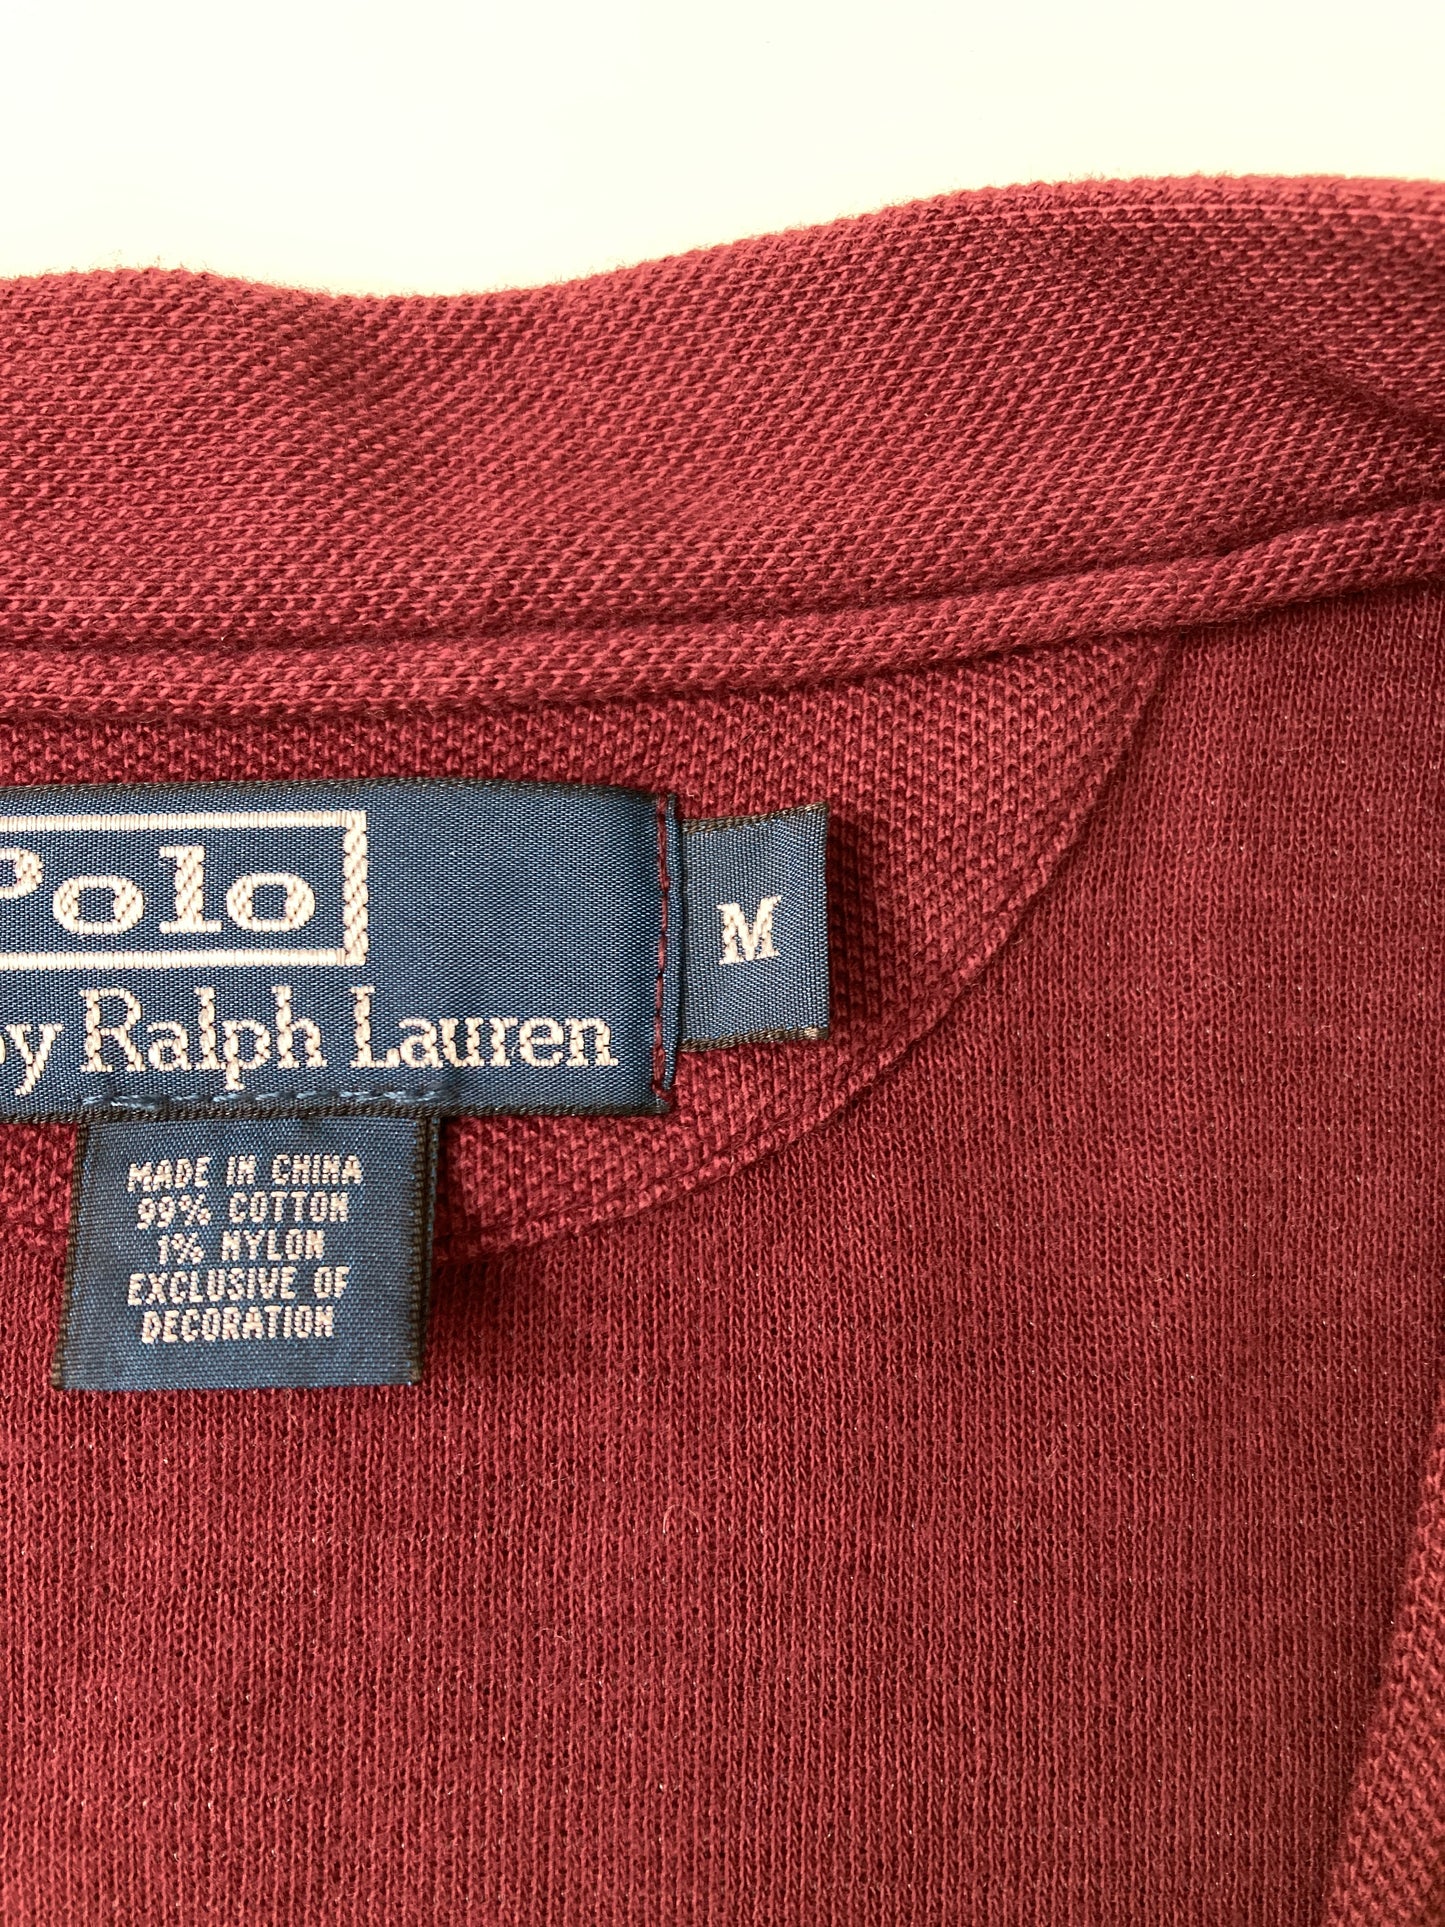 Polo
by Ralph Lauren
M
MADE IN CHINA
99% COTTON
1% NYLON
EXCLUSIVE OF
DECORATION